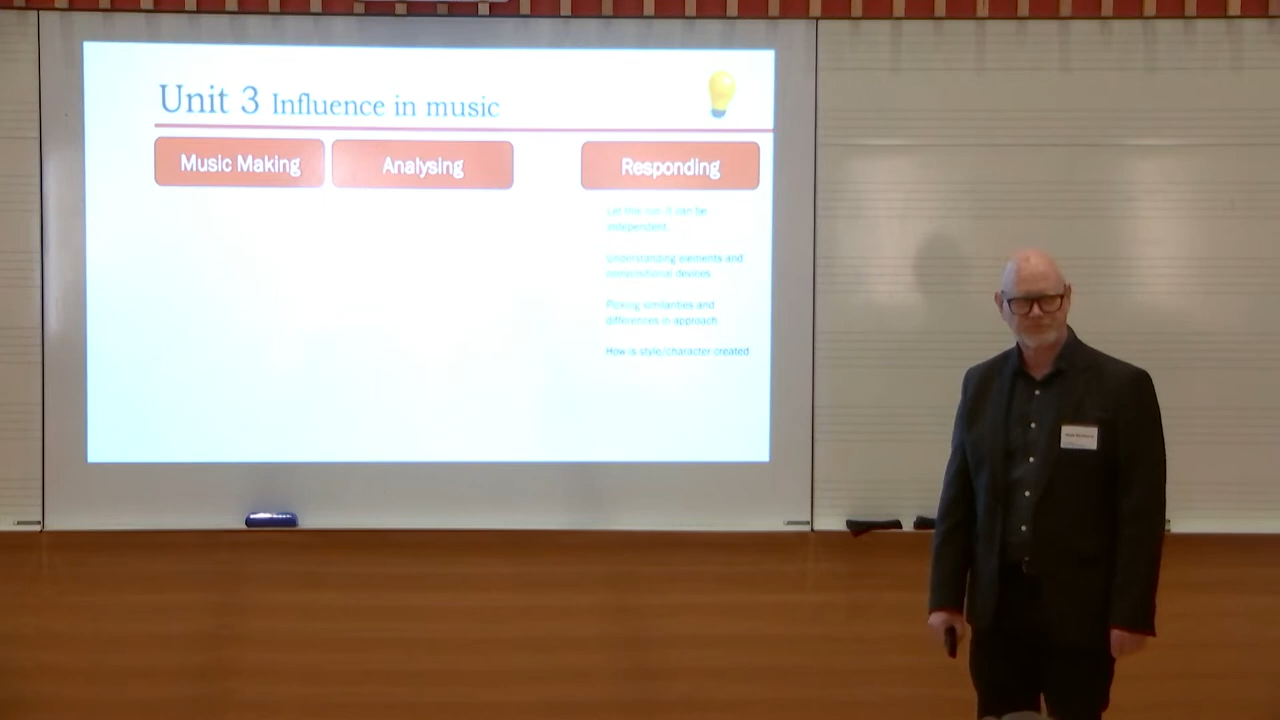 Unit 3 Influence in music
Music Making
Analysing
Responding
Let this run. It can be
independent.
Understanding elements and
compositional devices
Picking similarities and
differences in approach
How is style/character created